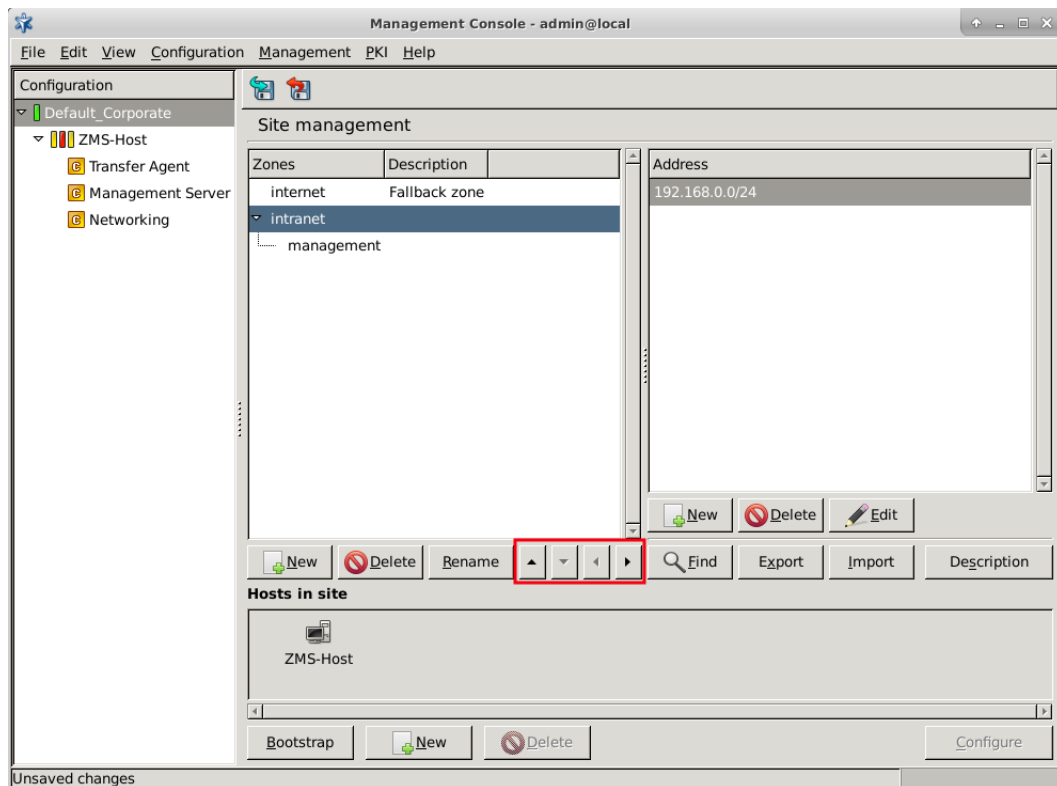 Management Console - admin@local
File Edit View Configuration Management PKI Help
Configuration
Default_Corporate
ZMS-Host
Transfer Agent
Management Server
Networking
Site management
Zones Description
internet Fallback zone
intranet
management
Address
192.168.0.0/24
New Delete Edit
New Delete Rename Find Export Import Description
Hosts in site
ZMS-Host
Bootstrap New Delete Configure
Unsaved changes